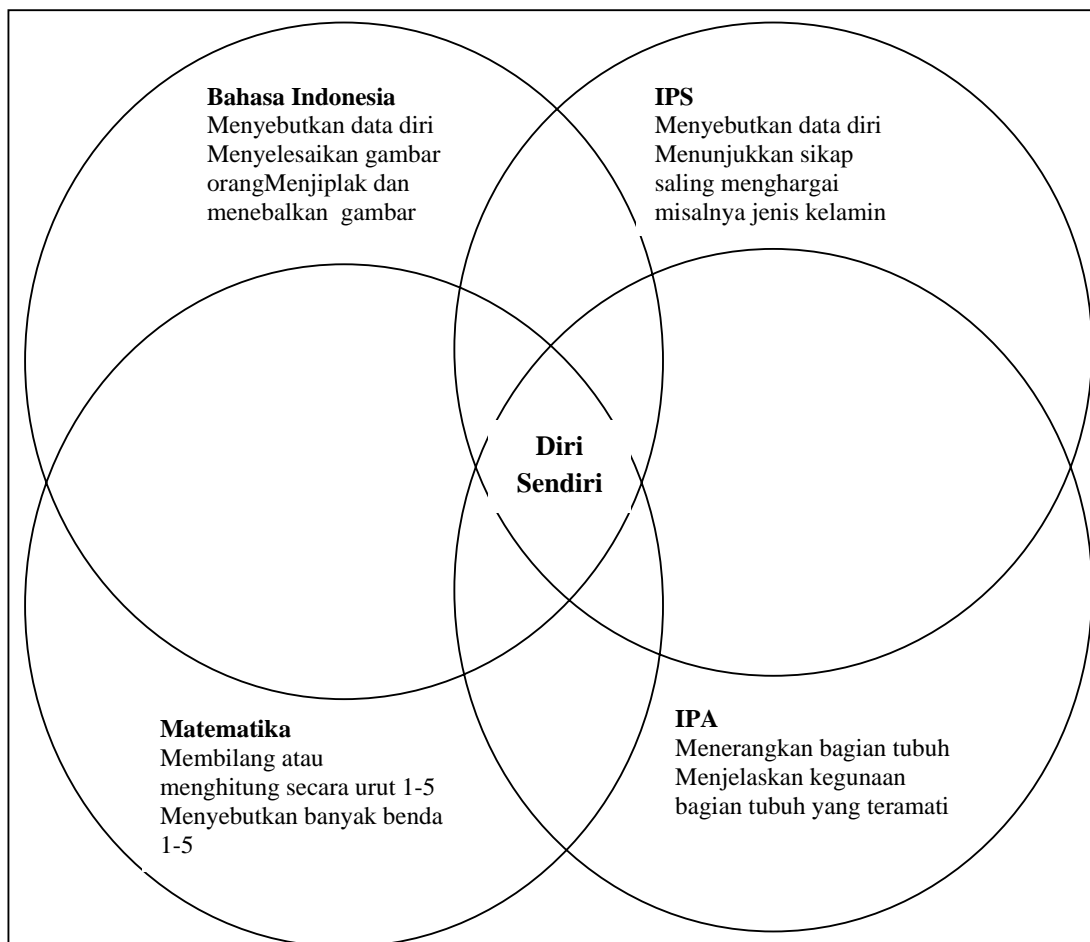 Bahasa Indonesia
Menyebutkan data diri
Menyelesaikan gambar
orangMenjiplak dan
menebalkan gambar
IPS
Menyebutkan data diri
Menunjukkan sikap
saling menghargai
misalnya jenis kelamin
Diri
Sendiri
Matematika
Membilang atau
menghitung secara urut 1-5
Menyebutkan banyak benda
1-5
IPA
Menerangkan bagian tubuh
Menjelaskan kegunaan
bagian tubuh yang teramati